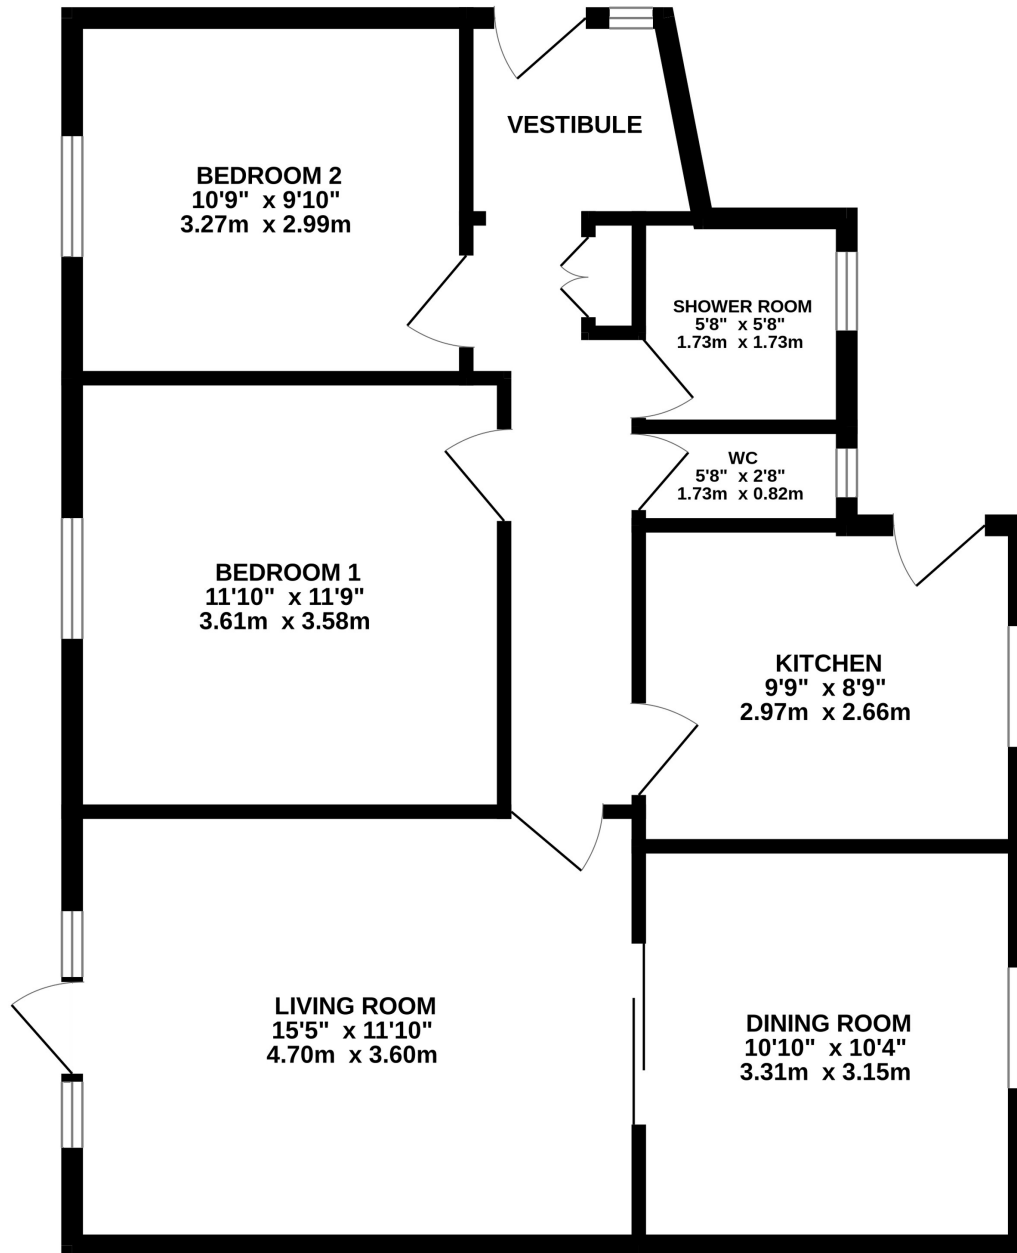 VESTIBULE
BEDROOM 2
10'9" x 9'10"
3.27m x 2.99m
SHOWER ROOM
5'8" x 5'8"
1.73m x 1.73m
WC
5'8" x 2'8"
1.73m x 0.82m
BEDROOM 1
11'10" x 11'9"
3.61m x 3.58m
KITCHEN
9'9" x 8'9"
2.97m x 2.66m
LIVING ROOM
15'5" x 11'10"
4.70m x 3.60m
DINING ROOM
10'10" x 10'4"
3.31m x 3.15m